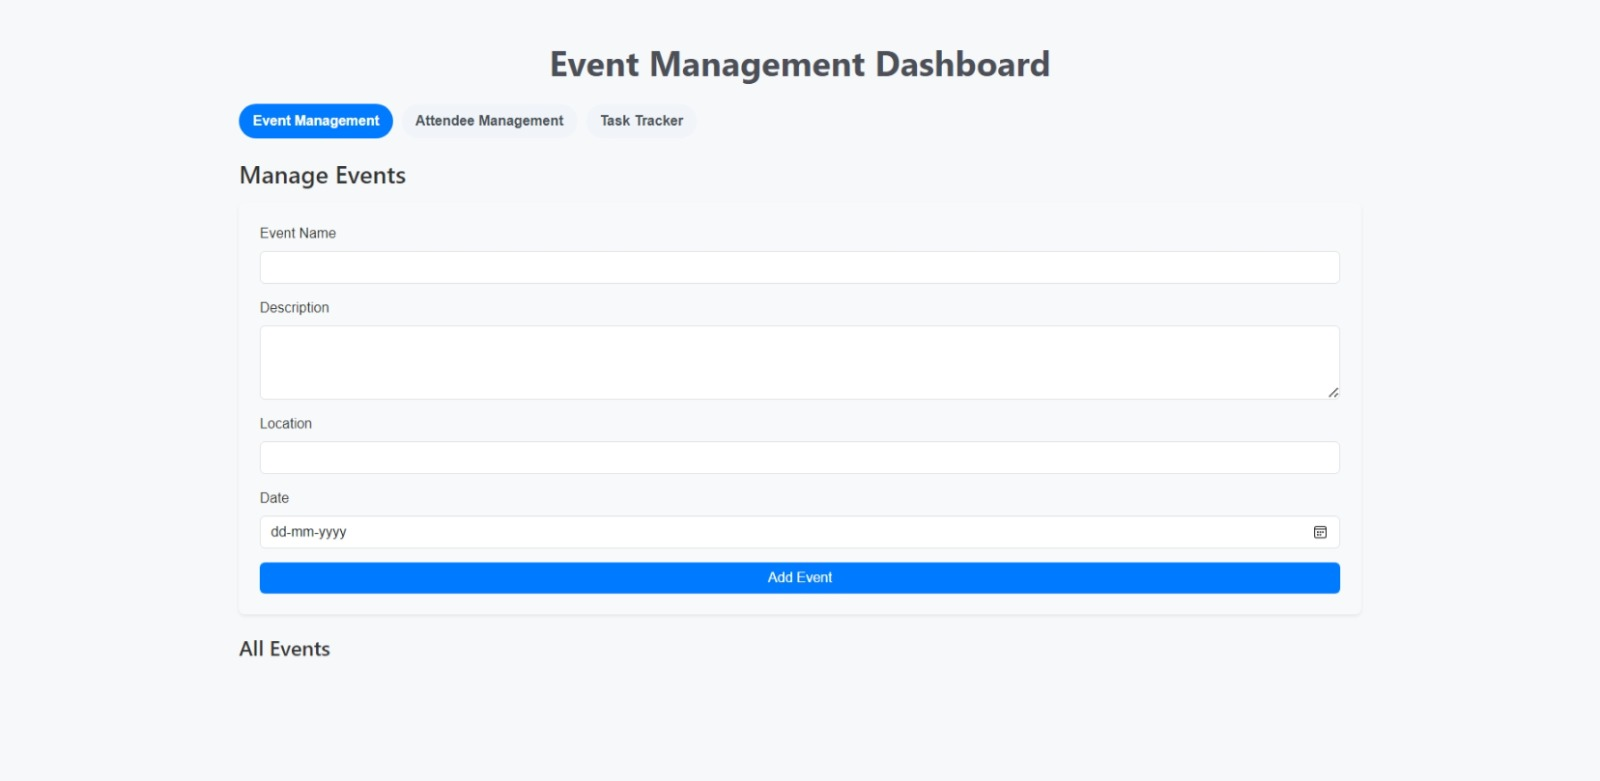 Event Management Dashboard
Event Management Attendee Management Task Tracker
Manage Events
Event Name
Description
Location
Date
dd-mm-yyyy
Add Event
All Events